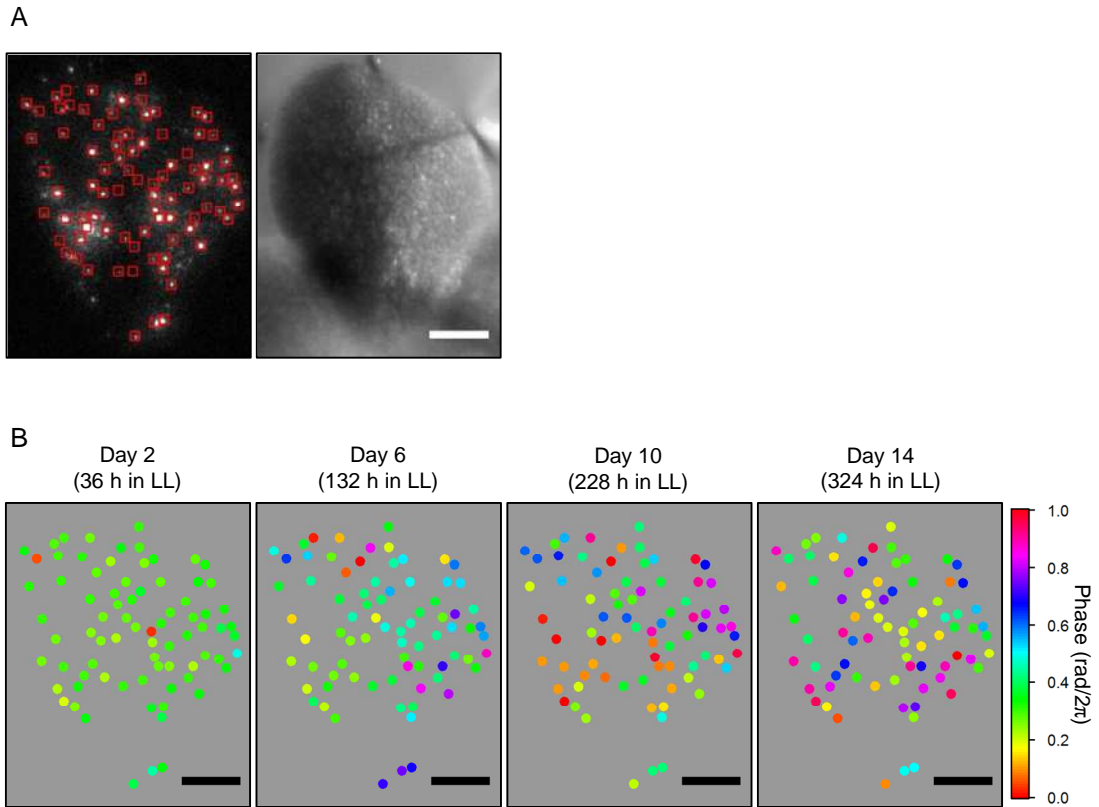 A
B
Day 2
(36 h in LL)
Day 6
(132 h in LL)
Day 10
(228 h in LL)
Day 14
(324 h in LL)
1.0
0.8
0.6
0.4
0.2
0.0
Phase (rad/2π)